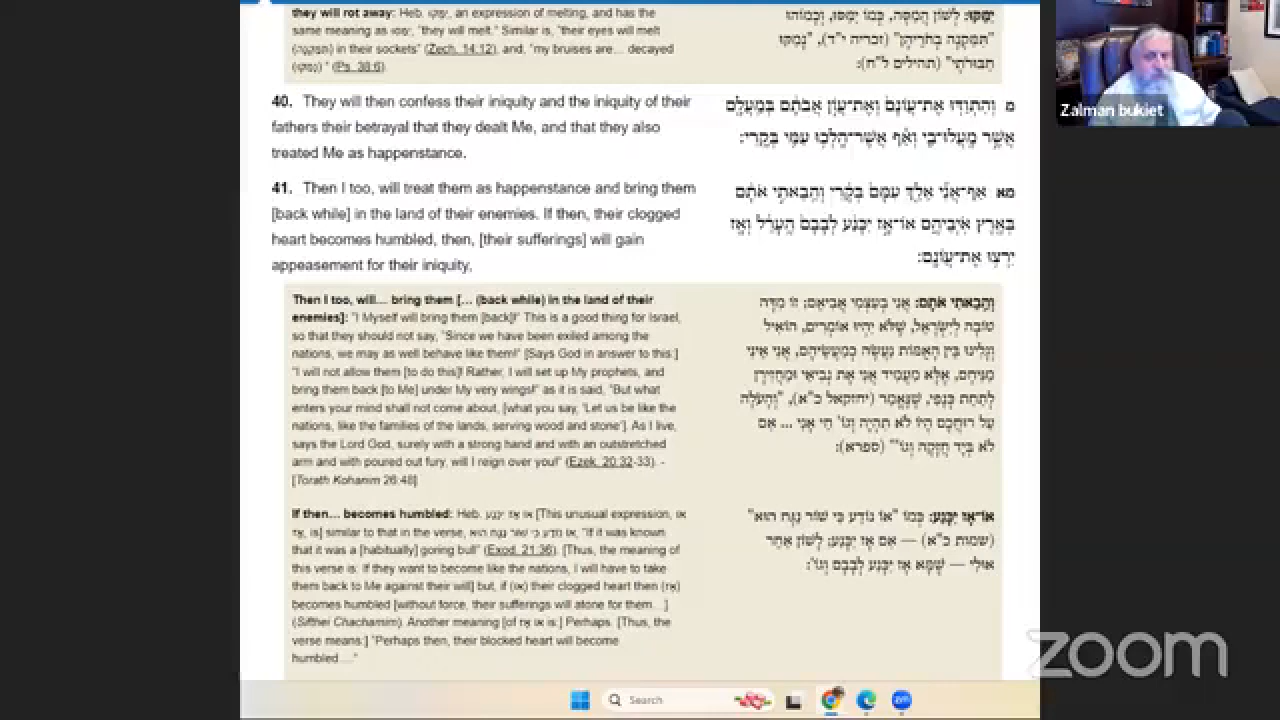 they will rot away: Heb. יִמַּקוּ, an expression of melting, and has the
same meaning as יִמַּסוּ, "they will melt." Similar is, "their eyes will melt
(תִּמַּקְנָה) in their sockets" (Zech. 14:12), and, "my bruises are... decayed
(נָמַקּוּ) " (Ps. 38:6).
יִמַּקוּ: לְשׁוֹן הֲמַסָּה, כְּמוֹ יִמַּסּוּ, וְכָמוֹהוּ
"תִּמַּקְנָה בְחֹרֵיהֶן" (זכריה י"ד), "נָמַקּוּ
חַבּוּרֹתָי" (תהילים ל"ח):
40. They will then confess their iniquity and the iniquity of their
fathers their betrayal that they dealt Me, and that they also
treated Me as happenstance.
מ וְהִתְוַדּוּ אֶת־עֲוֹנָם וְאֶת־עֲוֹן אֲבֹתָם בְּמַעֲלָם
אֲשֶׁר מָעֲלוּ־בִי וְאַף אֲשֶׁר־הָלְכוּ עִמִּי בְּקֶרִי:
41. Then I too, will treat them as happenstance and bring them
[back while] in the land of their enemies. If then, their clogged
heart becomes humbled, then, [their sufferings] will gain
appeasement for their iniquity,
מא אַף־אֲנִי אֵלֵךְ עִמָּם בְּקֶרִי וְהֵבֵאתִי אֹתָם
בְּאֶרֶץ אֹיְבֵיהֶם אוֹ־אָז יִכָּנַע לְבָבָם הֶעָרֵל וְאָז
יִרְצוּ אֶת־עֲוֹנָם:
Then I too, will... bring them [... (back while) in the land of their
enemies]: "I Myself will bring them [back]!" This is a good thing for Israel,
so that they should not say, "Since we have been exiled among the
nations, we may as well behave like them!" [Says God in answer to this:]
"I will not allow them [to do this]! Rather, I will set up My prophets, and
bring them back [to Me] under My very wings!" as it is said, "But what
enters your mind shall not come about, [what you say, 'Let us be like the
nations, like the families of the lands, serving wood and stone']. As I live,
says the Lord God, surely with a strong hand and with an outstretched
arm and with poured out fury, will I reign over you!" (Ezek. 20:32-33). -
[Torath Kohanim 26:48]
וְהֵבֵאתִי אֹתָם: אֲנִי בְעַצְמִי אֲבִיאֵם; זוֹ מִדָּה
טוֹבָה לְיִשְׂרָאֵל, שֶׁלֹּא יִהְיוּ אוֹמְרִים, הוֹאִיל
וְגָלִינוּ בֵּין הָאֻמּוֹת נַעֲשֶׂה כְמַעֲשֵׂיהֶם, אֲנִי אֵינִי
מַנִּיחָם, אֶלָּא מַעֲמִיד אֲנִי אֶת נְבִיאַי וּמַחֲזִירָן
לְתַחַת כְּנָפַי, שֶׁנֶּאֱמַר (יחזקאל כ"א), "וְהָעֹלָה
עַל רוּחֲכֶם הָיוֹ לֹא תִהְיֶה וְגוֹ' חַי אָנִי ... אִם
לֹא בְּיָד חֲזָקָה וְגוֹ'" (ספרא):
If then... becomes humbled: Heb. אוֹ אָז יִכָּנַע [This unusual expression, אוֹ
אָז, is] similar to that in the verse, אוֹ נוֹדַע כִּי שׁוֹר נַגָּח הוּא, "If it was known
that it was a [habitually] goring bull" (Exod. 21:36). [Thus, the meaning of
this verse is: If they want to become like the nations, I will have to take
them back to Me against their will] but, if (אוֹ) their clogged heart then (אָז)
becomes humbled [without force, their sufferings will atone for them...]
(Sifthei Chachamim). Another meaning [of אוֹ אָז is:] Perhaps. [Thus, the
verse means:] "Perhaps then, their blocked heart will become
humbled...."
אוֹ־אָז יִכָּנַע: כְּמוֹ "אוֹ נוֹדַע כִּי שׁוֹר נַגָּח הוּא"
(שמות כ"א) — אִם אָז יִכָּנַע; לָשׁוֹן אַחֵר
אוּלַי — שֶׁמָּא אָז יִכָּנַע לְבָבָם וְגוֹ':
Zalman bukiet
zoom
Search
zm